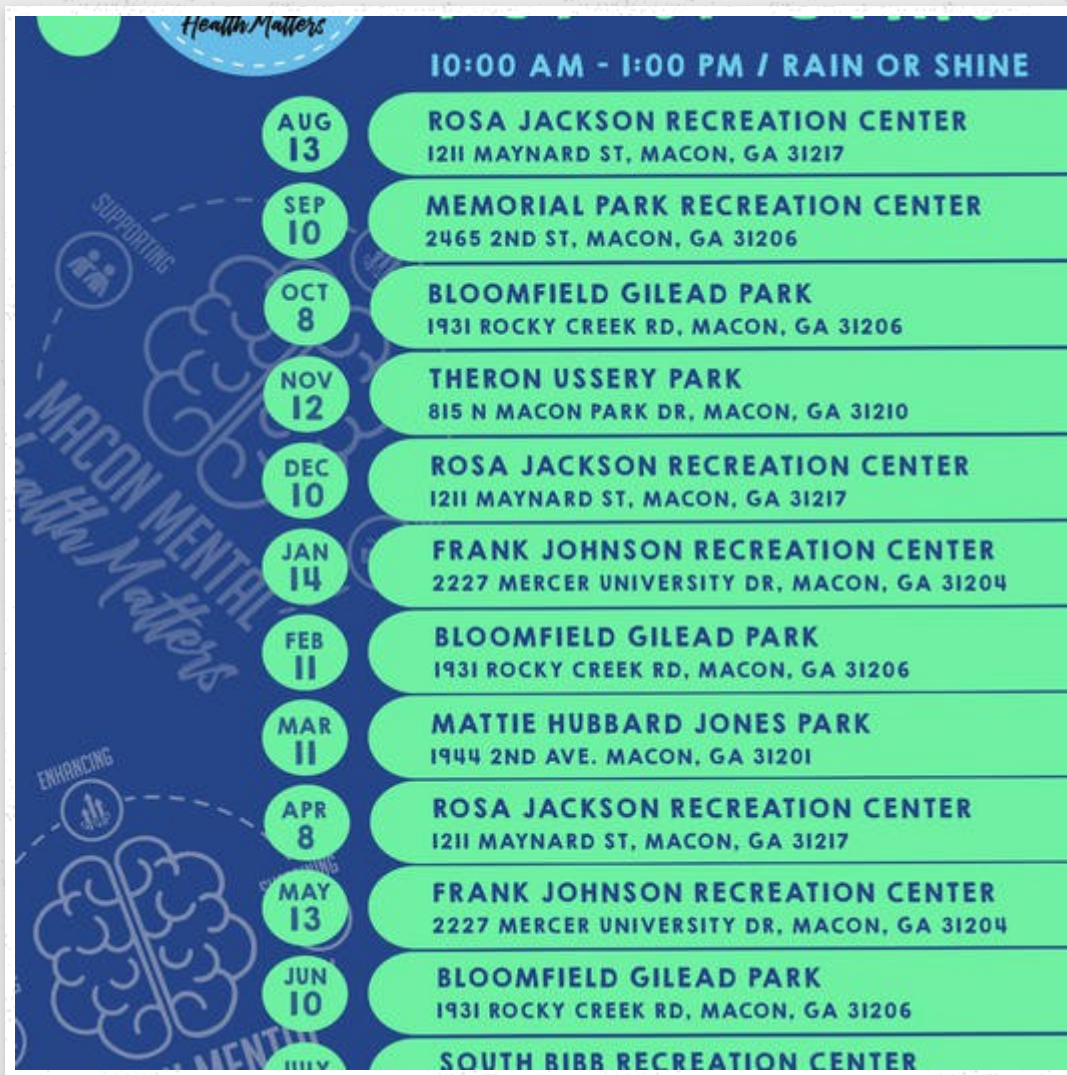 Health Matters
10:00 AM - 1:00 PM / RAIN OR SHINE
AUG
13
ROSA JACKSON RECREATION CENTER
1211 MAYNARD ST, MACON, GA 31217
SEP
10
MEMORIAL PARK RECREATION CENTER
2465 2ND ST, MACON, GA 31206
OCT
8
BLOOMFIELD GILEAD PARK
1931 ROCKY CREEK RD, MACON, GA 31206
NOV
12
THERON USSERY PARK
815 N MACON PARK DR, MACON, GA 31210
DEC
10
ROSA JACKSON RECREATION CENTER
1211 MAYNARD ST, MACON, GA 31217
JAN
14
FRANK JOHNSON RECREATION CENTER
2227 MERCER UNIVERSITY DR, MACON, GA 31204
FEB
11
BLOOMFIELD GILEAD PARK
1931 ROCKY CREEK RD, MACON, GA 31206
MAR
11
MATTIE HUBBARD JONES PARK
1944 2ND AVE. MACON, GA 31201
APR
8
ROSA JACKSON RECREATION CENTER
1211 MAYNARD ST, MACON, GA 31217
MAY
13
FRANK JOHNSON RECREATION CENTER
2227 MERCER UNIVERSITY DR, MACON, GA 31204
JUN
10
BLOOMFIELD GILEAD PARK
1931 ROCKY CREEK RD, MACON, GA 31206
JULY
SOUTH BIBB RECREATION CENTER
SUPPORTING
MACON MENTAL
Health Matters
ENHANCING